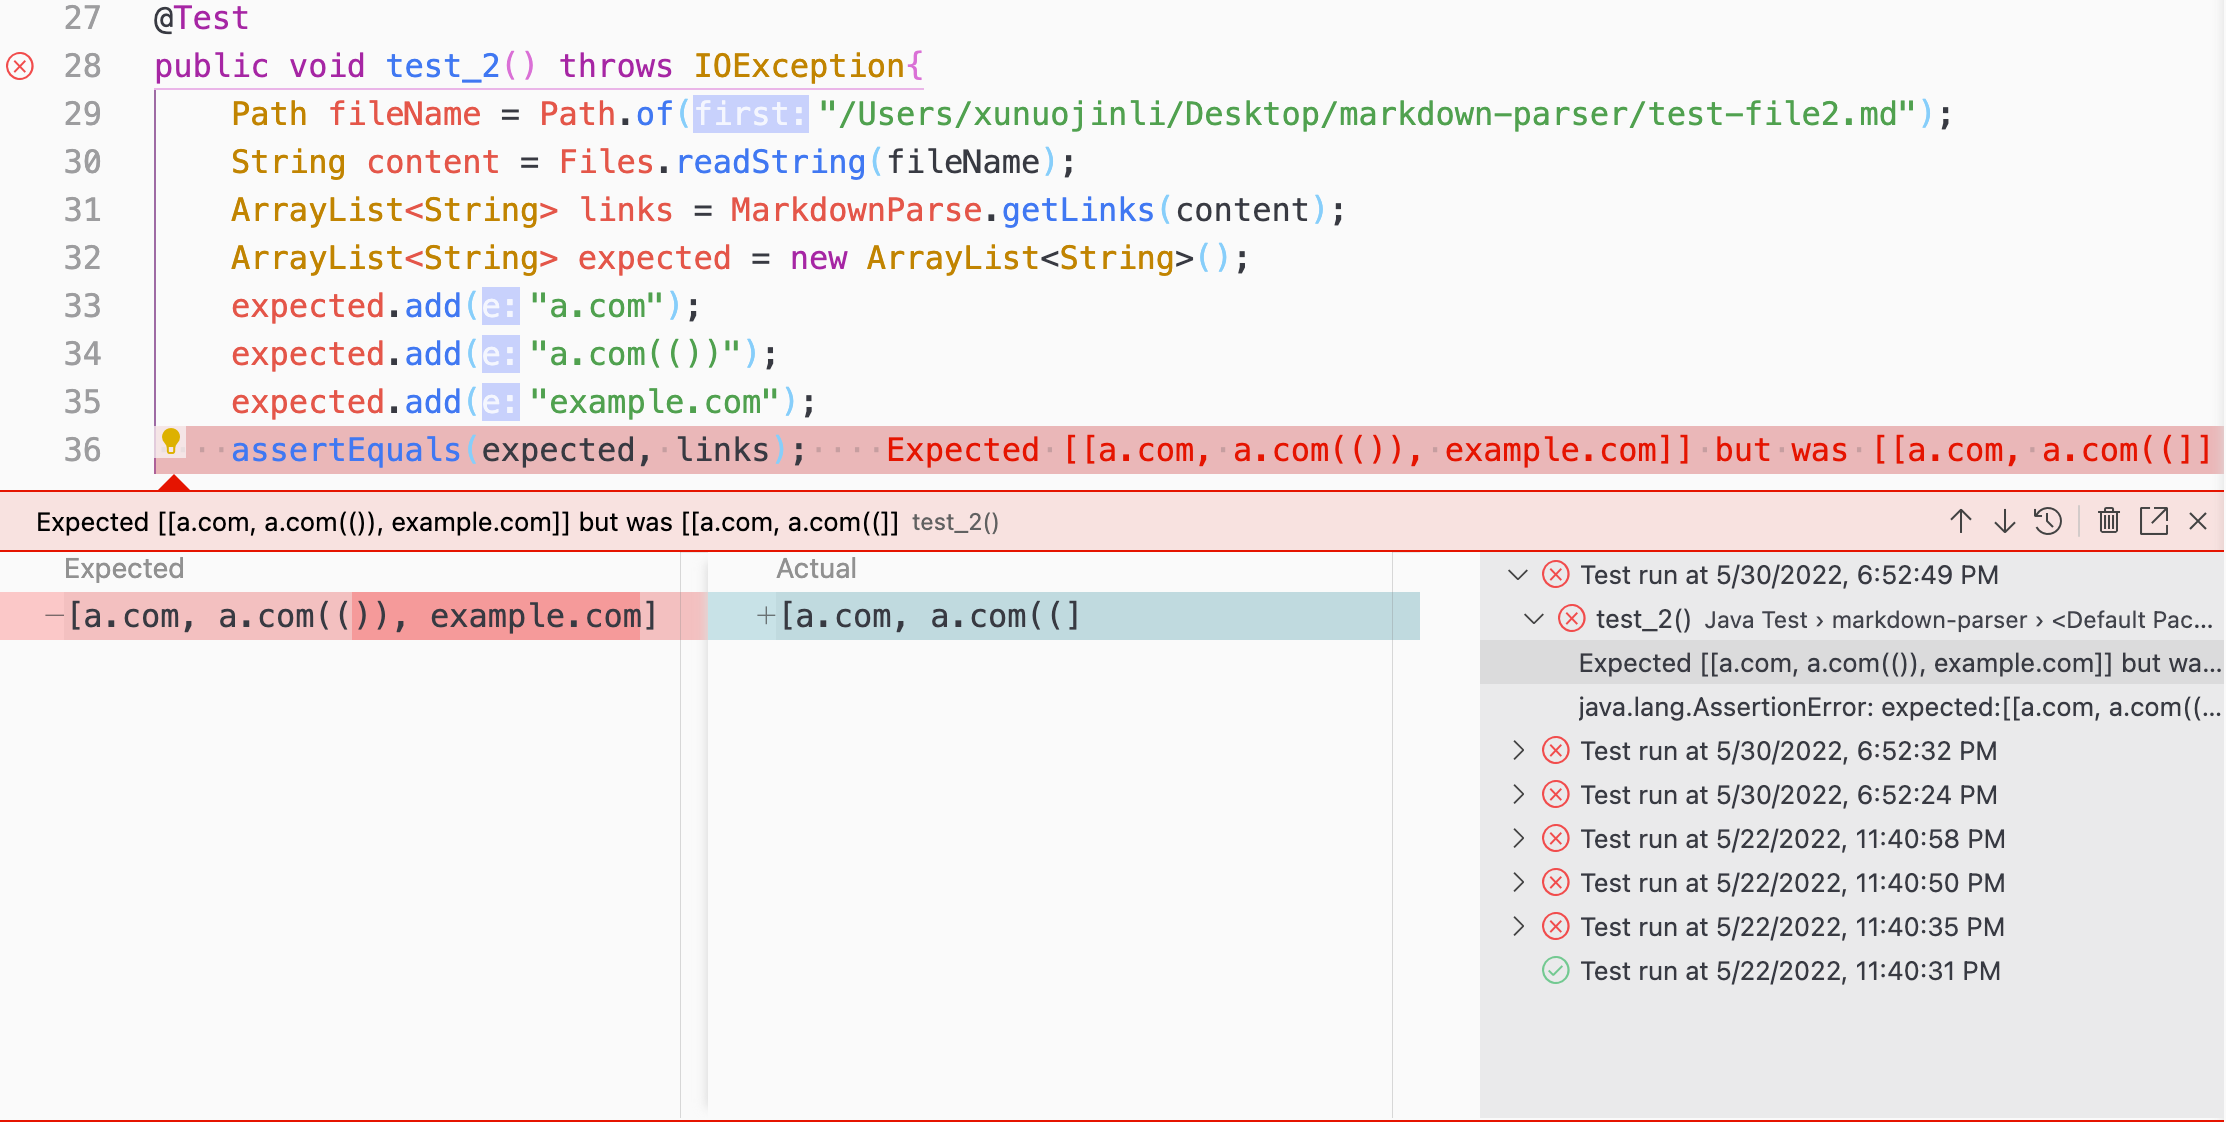 27 @Test
28 public void test_2() throws IOException{
29 Path fileName = Path.of(first: "/Users/xunuojinli/Desktop/markdown-parser/test-file2.md");
30 String content = Files.readString(fileName);
31 ArrayList<String> links = MarkdownParse.getLinks(content);
32 ArrayList<String> expected = new ArrayList<String>();
33 expected.add(e: "a.com");
34 expected.add(e: "a.com(())");
35 expected.add(e: "example.com");
36 assertEquals(expected, links); Expected [[a.com, a.com(()), example.com]] but was [[a.com, a.com((]]
Expected [[a.com, a.com(()), example.com]] but was [[a.com, a.com((]] test_2()
Expected
−[a.com, a.com(()), example.com]
Actual
+[a.com, a.com((]
Test run at 5/30/2022, 6:52:49 PM
test_2() Java Test › markdown-parser › <Default Pac...
Expected [[a.com, a.com(()), example.com]] but wa...
java.lang.AssertionError: expected:[[a.com, a.com((...
Test run at 5/30/2022, 6:52:32 PM
Test run at 5/30/2022, 6:52:24 PM
Test run at 5/22/2022, 11:40:58 PM
Test run at 5/22/2022, 11:40:50 PM
Test run at 5/22/2022, 11:40:35 PM
Test run at 5/22/2022, 11:40:31 PM